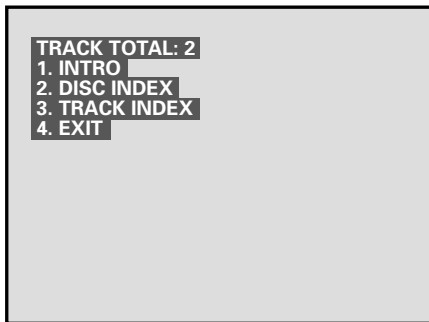 TRACK TOTAL: 2
1. INTRO
2. DISC INDEX
3. TRACK INDEX
4. EXIT